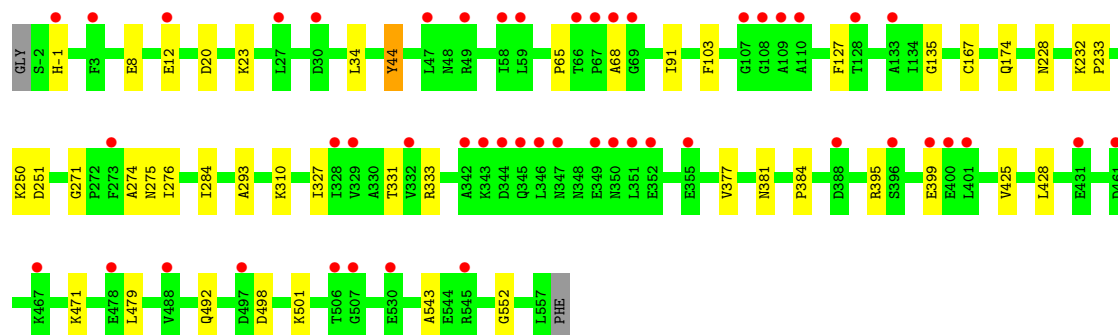 GLY S-2 H-1 F3 E8 E12 D20 K23 L27 D30 L34 Y44 L47 N48 R49 I58 L59 P65 T66 P67 A68 G69 I91 F103 G107 G108 A109 A110 F127 T128 A133 I134 G135 C167 Q174 N228 K232 P233
K250 D251 G271 P272 F273 A274 N275 I276 I284 A293 K310 I327 I328 V329 A330 T331 V332 R333 A342 K343 D344 Q345 L346 N347 N348 E349 N350 L351 E352 E355 V377 N381 P384 D388 R395 S396 E399 E400 L401 V425 L428 E431
K467 K471 E478 L479 V488 Q492 D497 D498 K501 T506 G507 E530 A543 E544 R545 G552 L557 PHE